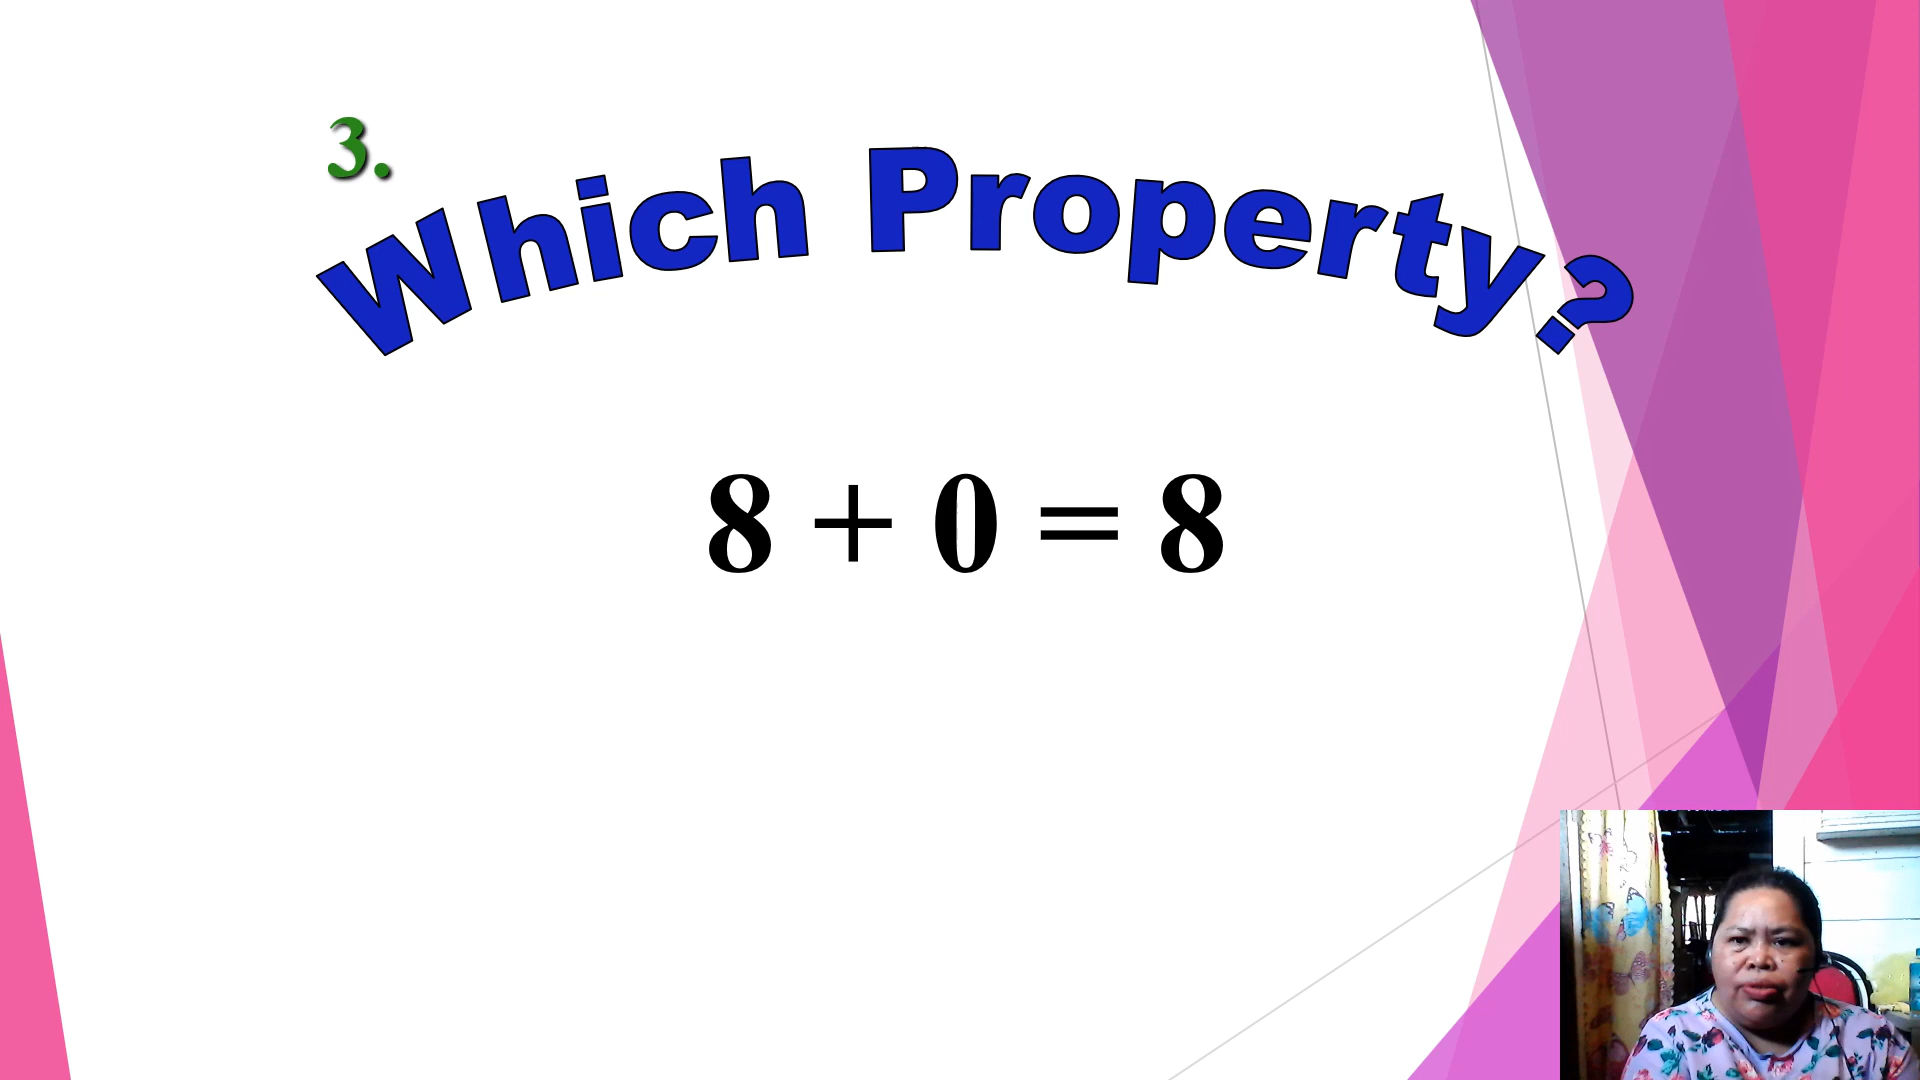 3.
Which Property?
8 + 0 = 8